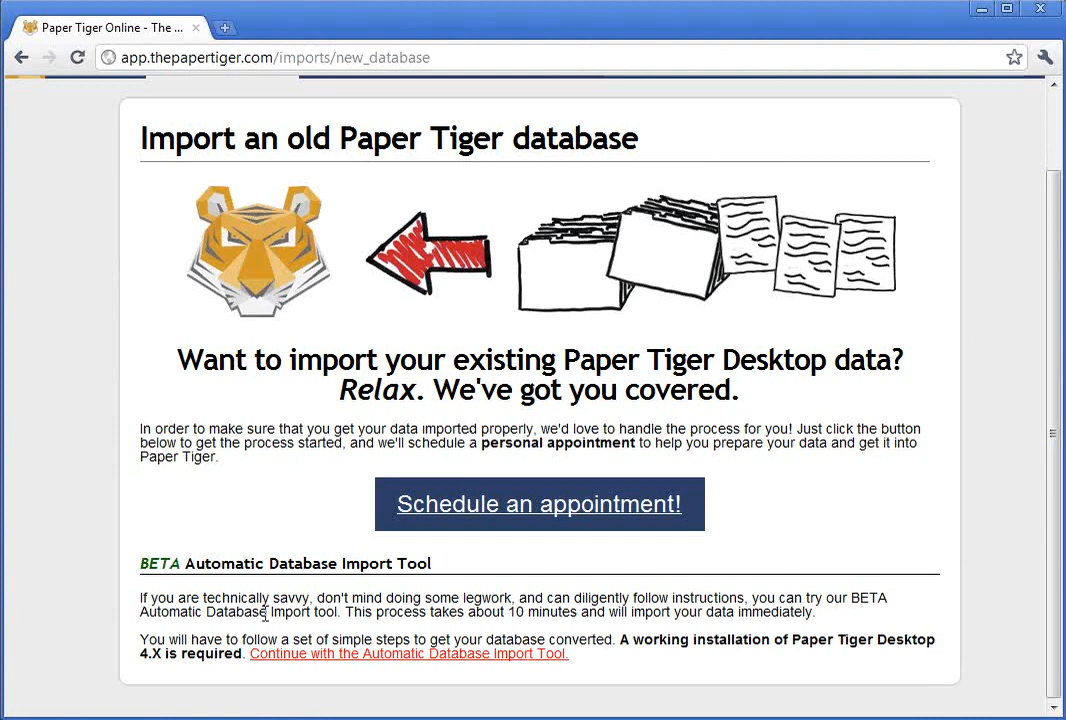 Paper Tiger Online - The ...
app.thepapertiger.com/imports/new_database
Import an old Paper Tiger database
Want to import your existing Paper Tiger Desktop data?
Relax. We've got you covered.
In order to make sure that you get your data imported properly, we'd love to handle the process for you! Just click the button
below to get the process started, and we'll schedule a personal appointment to help you prepare your data and get it into
Paper Tiger.
Schedule an appointment!
BETA Automatic Database Import Tool
If you are technically savvy, don't mind doing some legwork, and can diligently follow instructions, you can try our BETA
Automatic Database Import tool. This process takes about 10 minutes and will import your data immediately.
You will have to follow a set of simple steps to get your database converted. A working installation of Paper Tiger Desktop
4.X is required. Continue with the Automatic Database Import Tool.